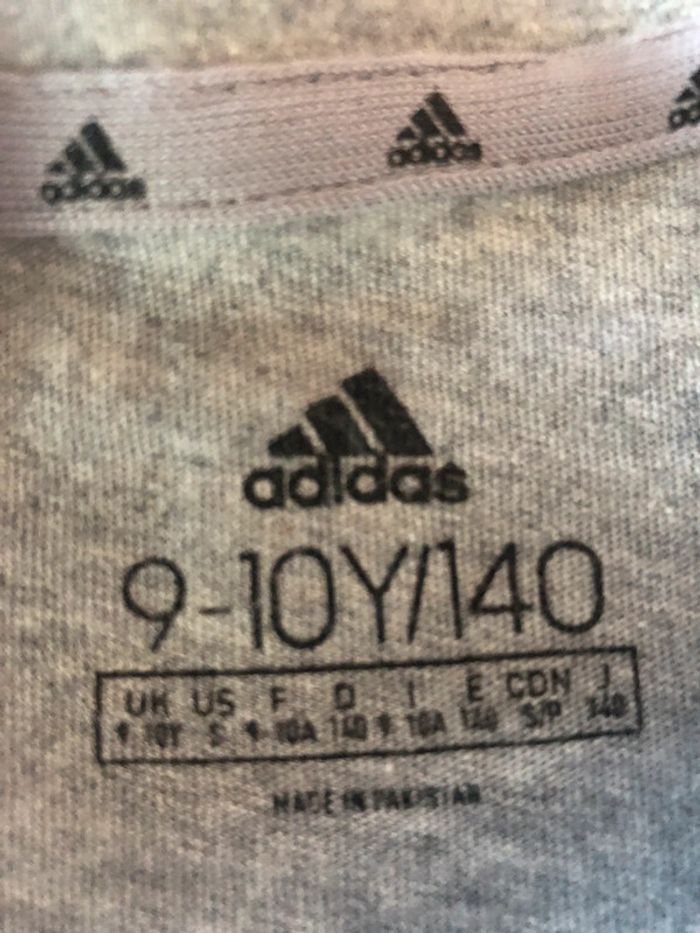 adidas adidas
adidas
9-10Y/140
UK US F D I E CDN J
9-10Y S 9-10A 140 9-10A 140 S/P 140
MADE IN PAKISTAN